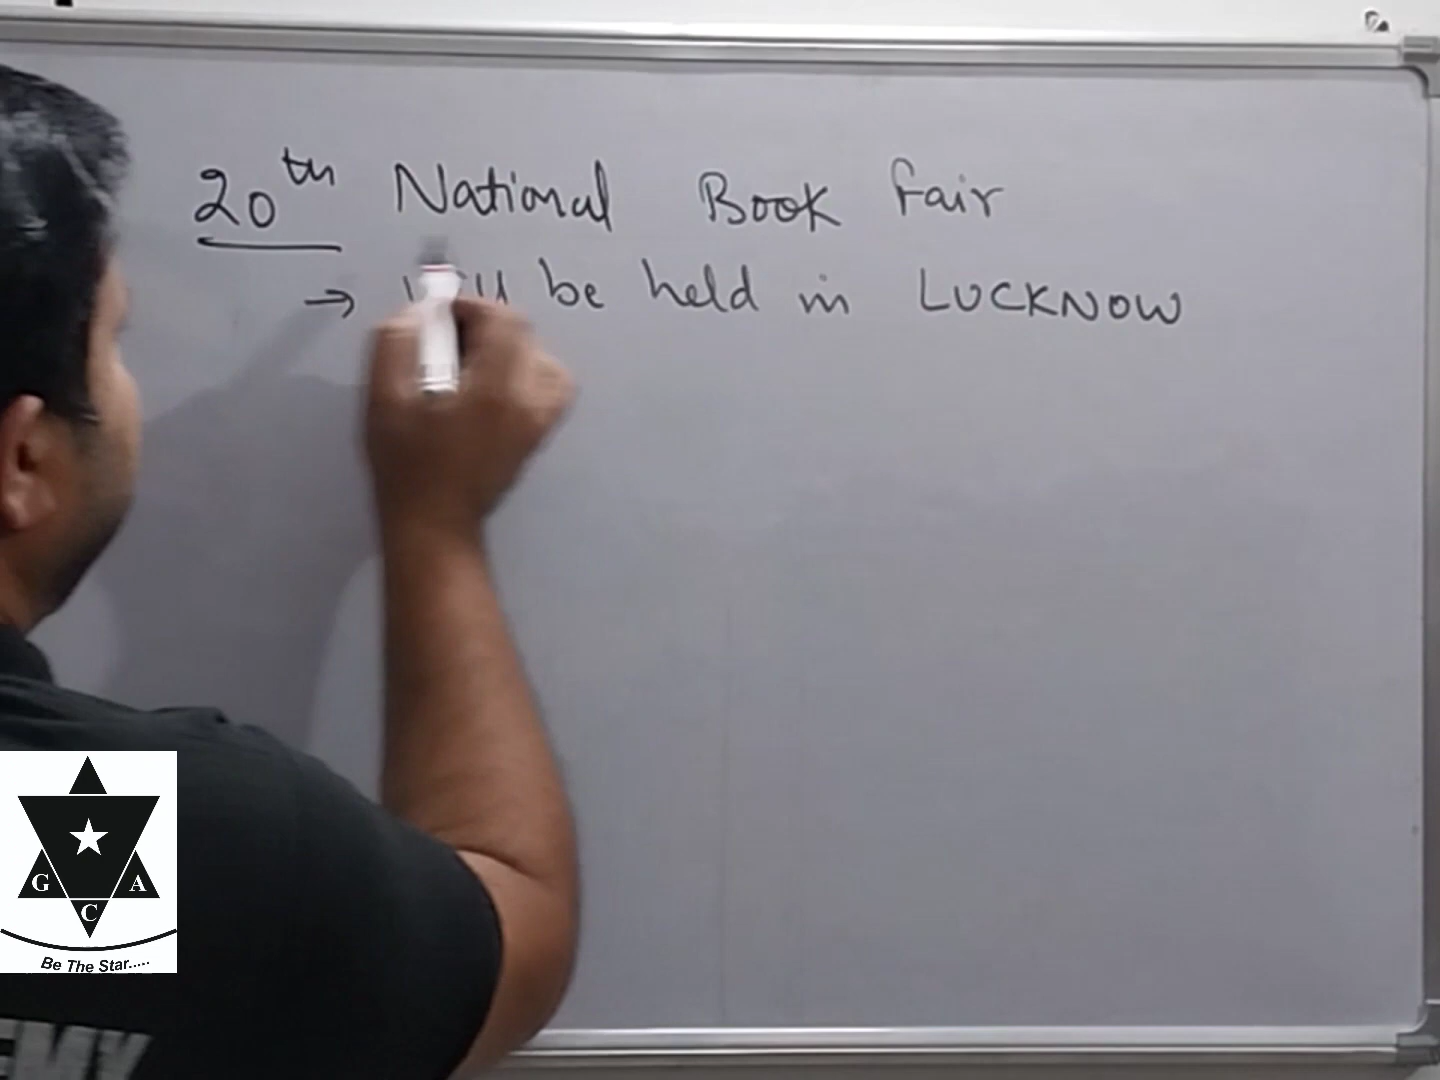 20th National Book Fair
→ will be held in LUCKNOW
G A
C
Be The Star.....